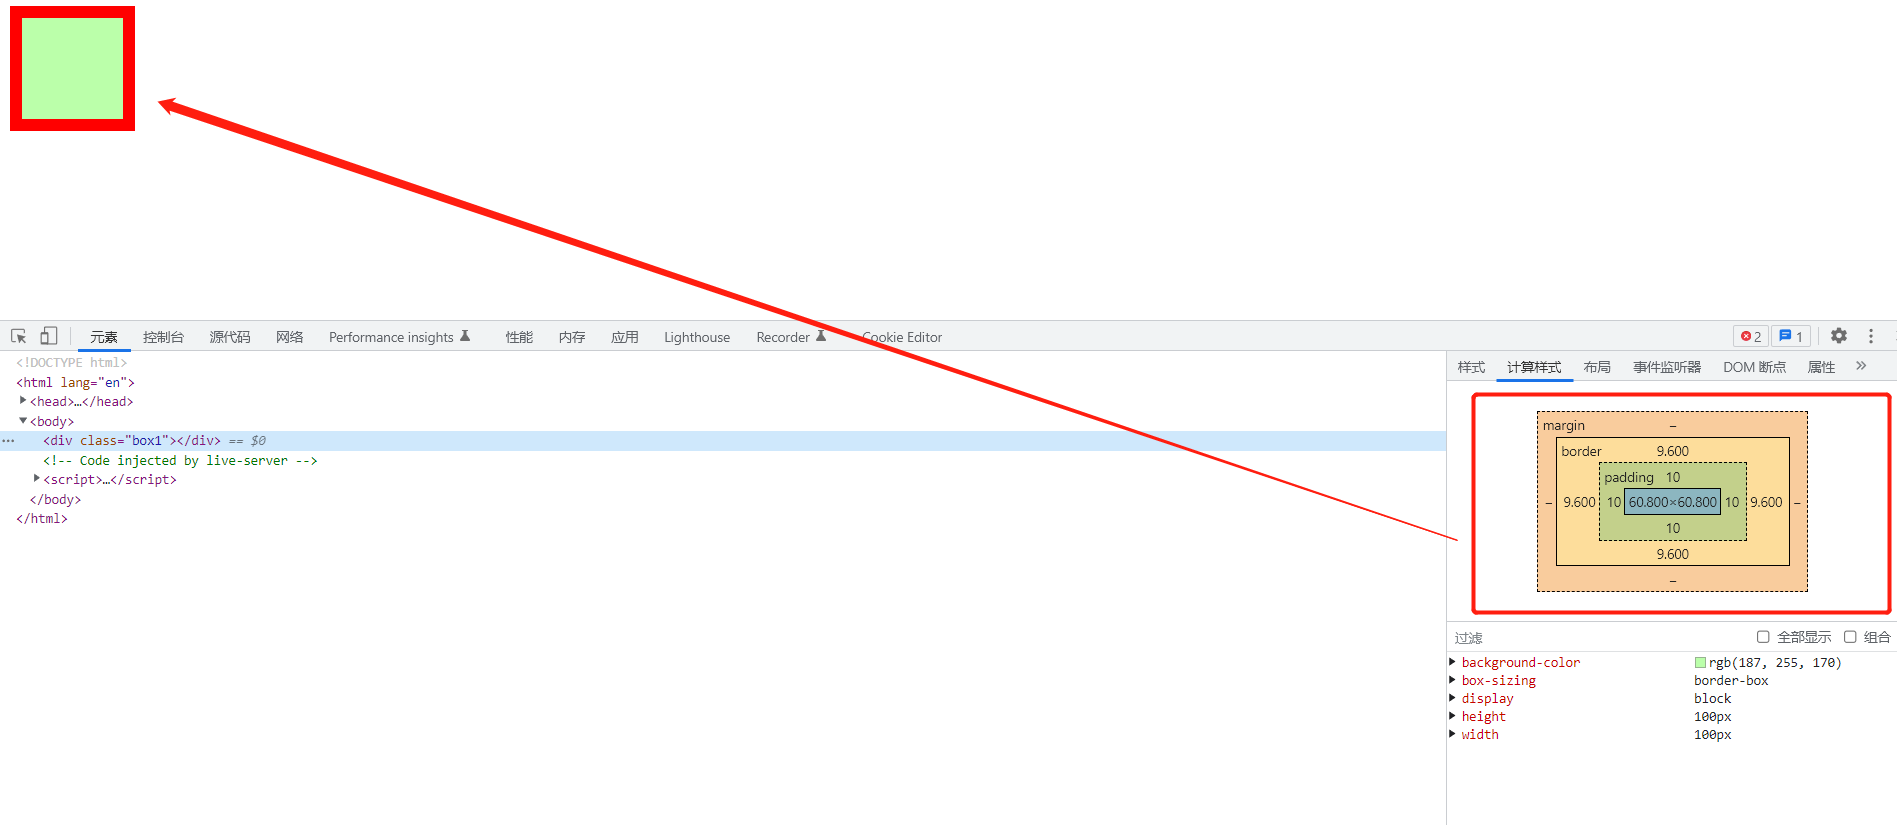 元素 控制台 源代码 网络 Performance insights 性能 内存 应用 Lighthouse Recorder Cookie Editor 2 1
<!DOCTYPE html>
<html lang="en">
<head>…</head>
<body>
<div class="box1"></div> == $0
<!-- Code injected by live-server -->
<script>…</script>
</body>
</html>
样式 计算样式 布局 事件监听器 DOM 断点 属性 »
margin –
border 9.600
padding 10
– 9.600 10 60.800×60.800 10 9.600 –
10
9.600
–
过滤 全部显示 组合
background-color rgb(187, 255, 170)
box-sizing border-box
display block
height 100px
width 100px